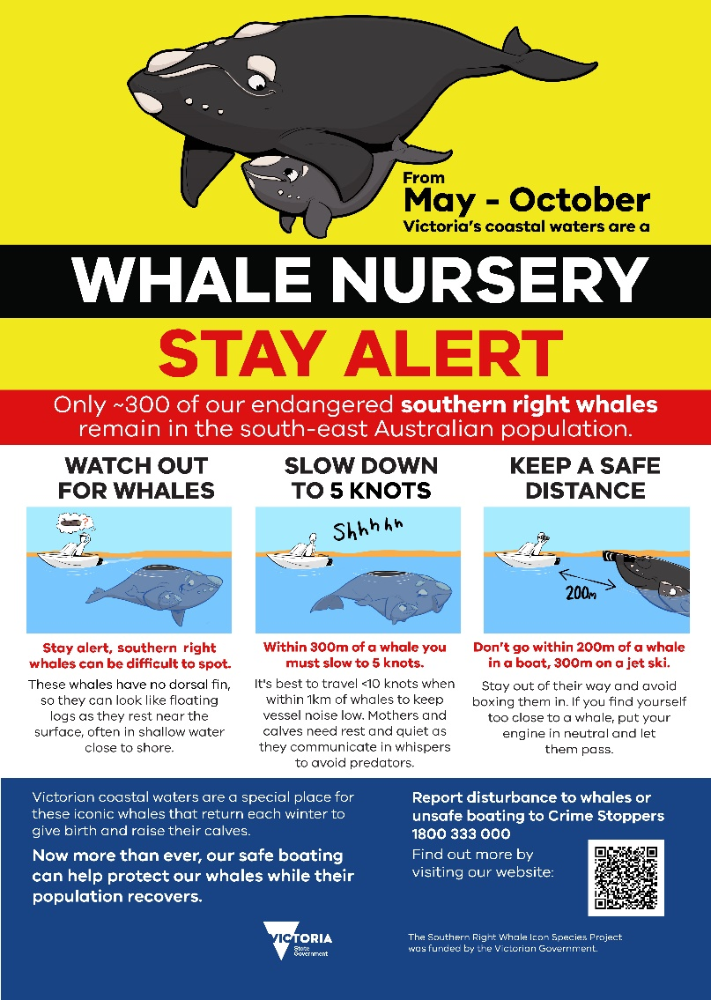 From
May - October
Victoria's coastal waters are a
WHALE NURSERY
STAY ALERT
Only ~300 of our endangered southern right whales
remain in the south-east Australian population.
WATCH OUT
FOR WHALES
?
Stay alert, southern right
whales can be difficult to spot.
These whales have no dorsal fin,
so they can look like floating
logs as they rest near the
surface, often in shallow water
close to shore.
SLOW DOWN
TO 5 KNOTS
Shhhhh
Within 300m of a whale you
must slow to 5 knots.
It's best to travel <10 knots when
within 1km of whales to keep
vessel noise low. Mothers and
calves need rest and quiet as
they communicate in whispers
to avoid predators.
KEEP A SAFE
DISTANCE
200m
Don't go within 200m of a whale
in a boat, 300m on a jet ski.
Stay out of their way and avoid
boxing them in. If you find yourself
too close to a whale, put your
engine in neutral and let
them pass.
Victorian coastal waters are a special place for
these iconic whales that return each winter to
give birth and raise their calves.
Now more than ever, our safe boating
can help protect our whales while their
population recovers.
Report disturbance to whales or
unsafe boating to Crime Stoppers
1800 333 000
Find out more by
visiting our website:
VICTORIA
State
Government
The Southern Right Whale Icon Species Project
was funded by the Victorian Government.